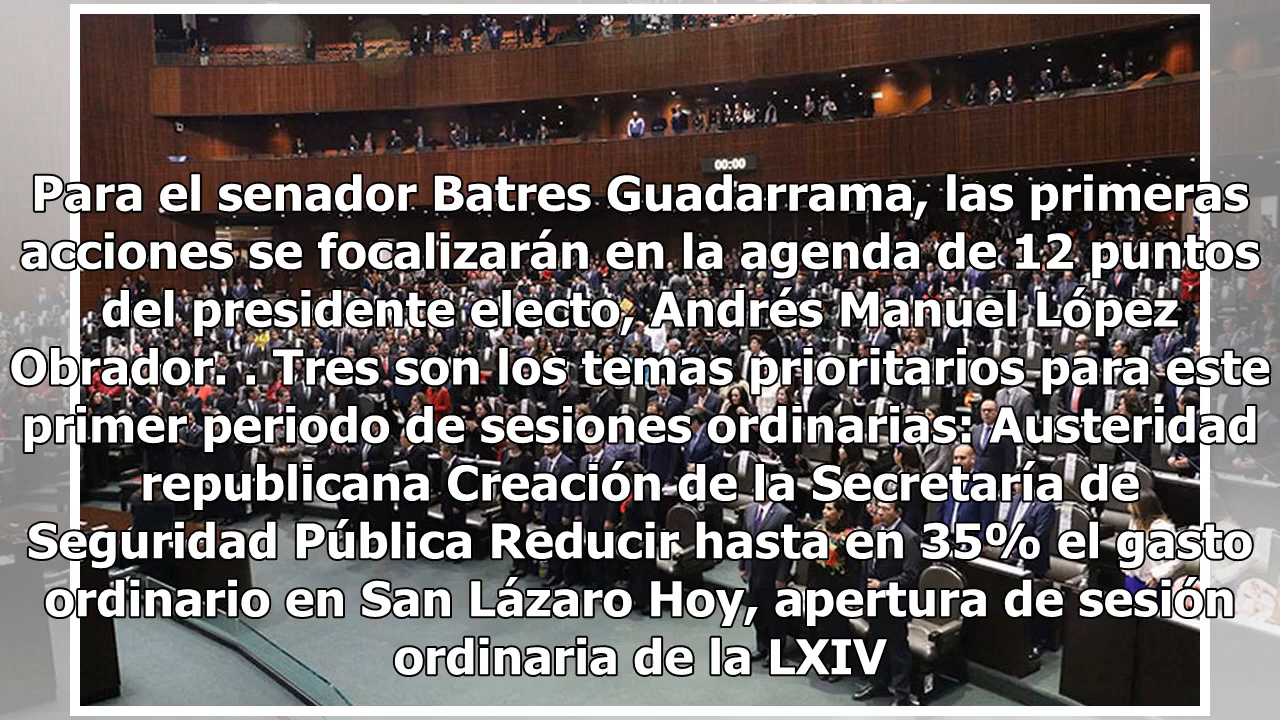 00:00
Para el senador Batres Guadarrama, las primeras
acciones se focalizarán en la agenda de 12 puntos
del presidente electo, Andrés Manuel López
Obrador. . Tres son los temas prioritarios para este
primer periodo de sesiones ordinarias: Austeridad
republicana Creación de la Secretaría de
Seguridad Pública Reducir hasta en 35% el gasto
ordinario en San Lázaro Hoy, apertura de sesión
ordinaria de la LXIV